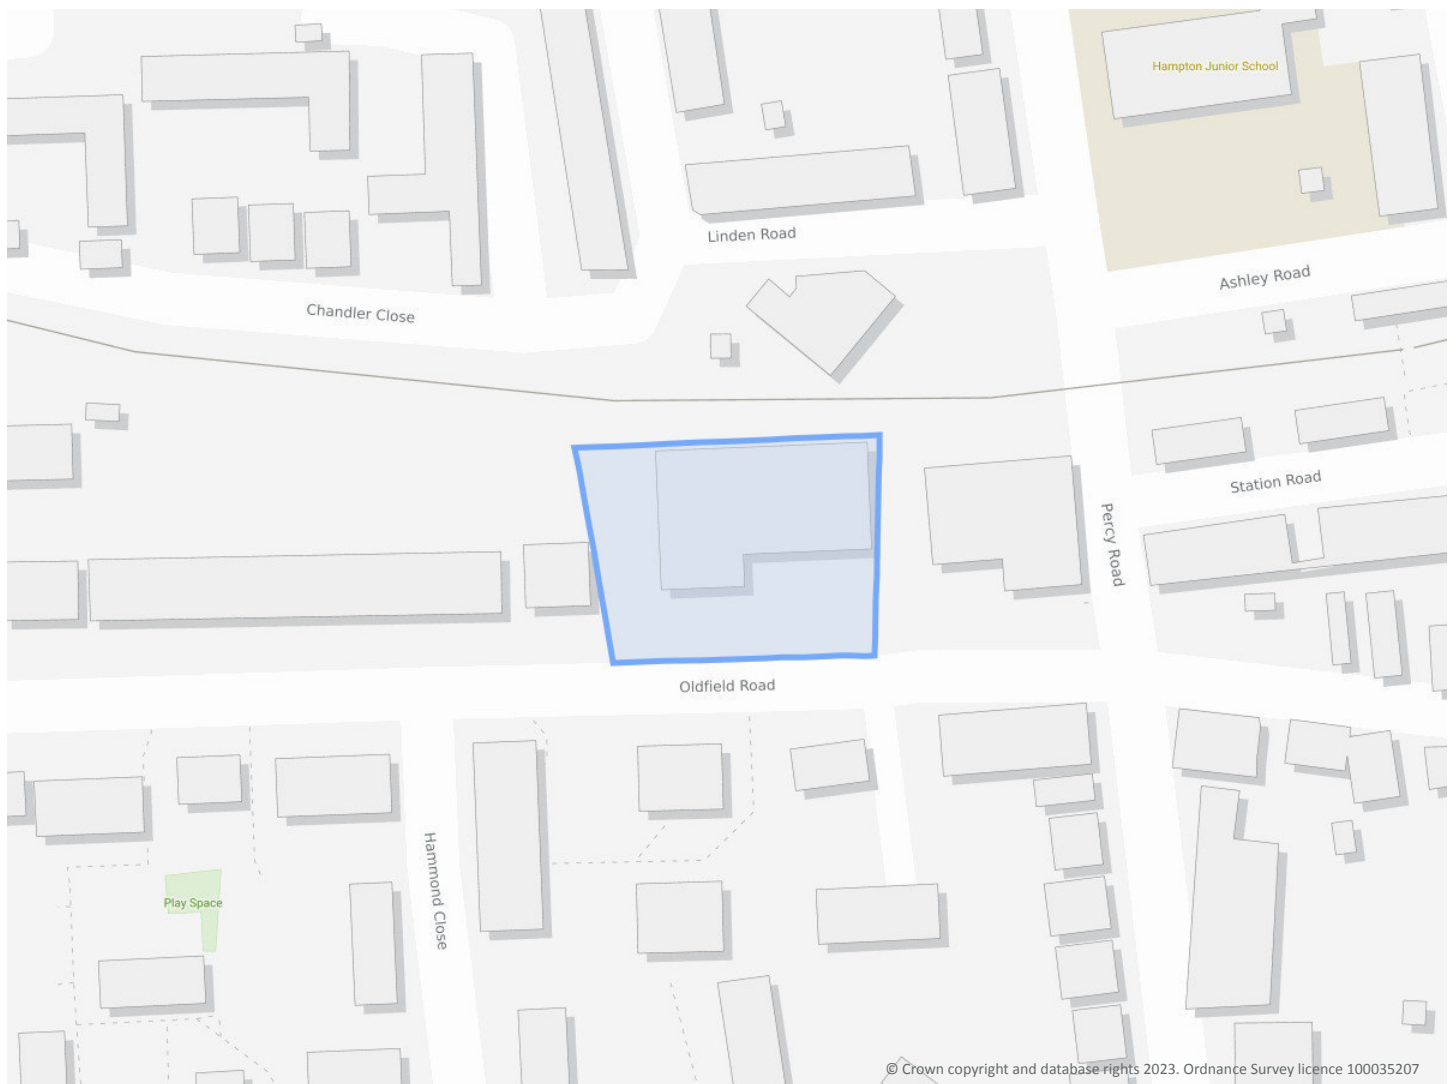 Hampton Junior School
Linden Road
Ashley Road
Chandler Close
Station Road
Percy Road
Oldfield Road
Hammond Close
Play Space
© Crown copyright and database rights 2023. Ordnance Survey licence 100035207